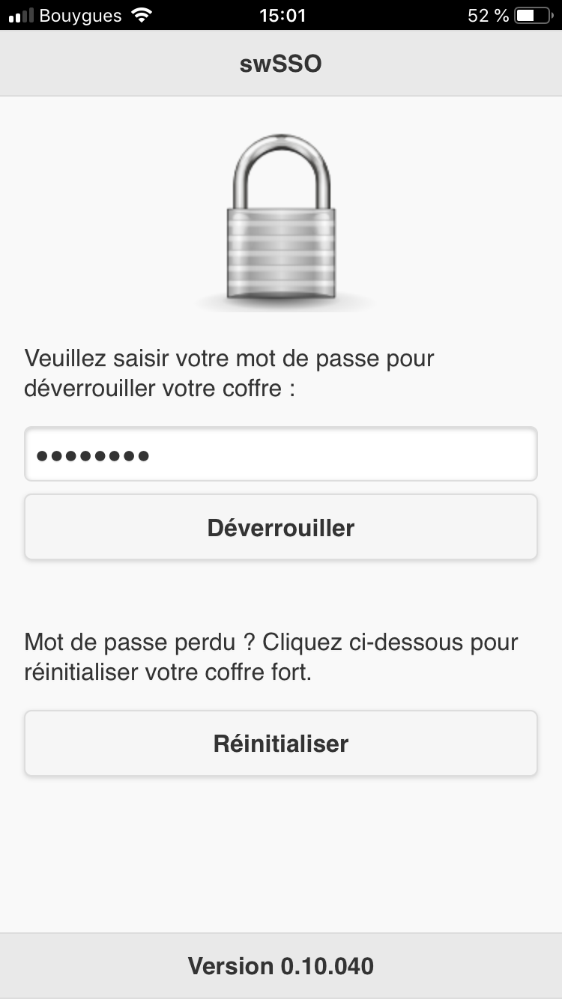 Bouygues 15:01 52 %
swSSO
Veuillez saisir votre mot de passe pour
déverrouiller votre coffre :
••••••••
Déverrouiller
Mot de passe perdu ? Cliquez ci-dessous pour
réinitialiser votre coffre fort.
Réinitialiser
Version 0.10.040